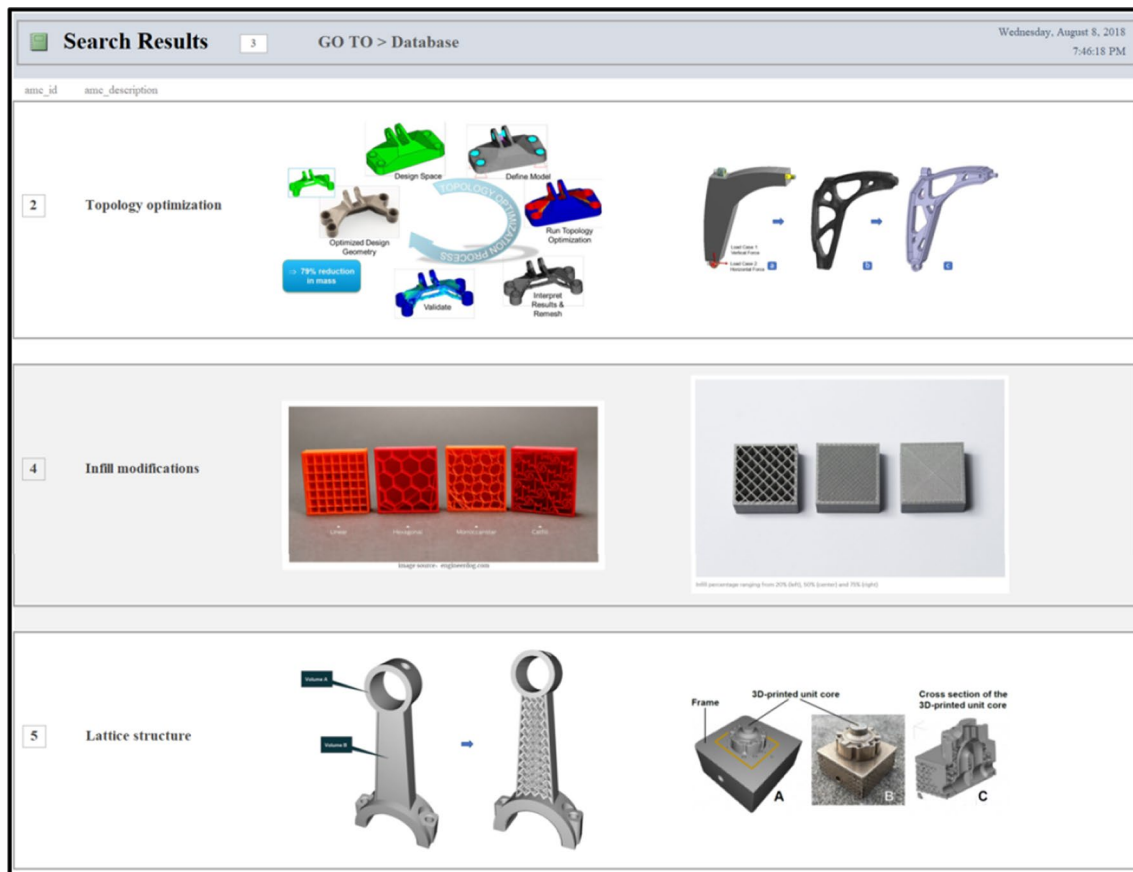 Search Results
3
GO TO > Database
Wednesday, August 8, 2018
7:46:18 PM
amc_id
amc_description
2
Topology optimization
Design Space
Define Model
TOPOLOGY OPTIMIZATION PROCESS
Run Topology
Optimization
Optimized Design
Geometry
=> 79% reduction
in mass
Validate
Interpret
Results &
Remesh
Load Case 1
Vertical Force
Load Case 2
Horizontal Force
a
b
c
4
Infill modifications
Linear
Hexagonal
Moroccanstar
Catfill
Image source: engineerdog.com
Infill percentage ranging from 20% (left), 50% (center) and 75% (right)
5
Lattice structure
Volume A
Volume B
3D-printed unit core
Frame
Cross section of the
3D-printed unit core
A
B
C